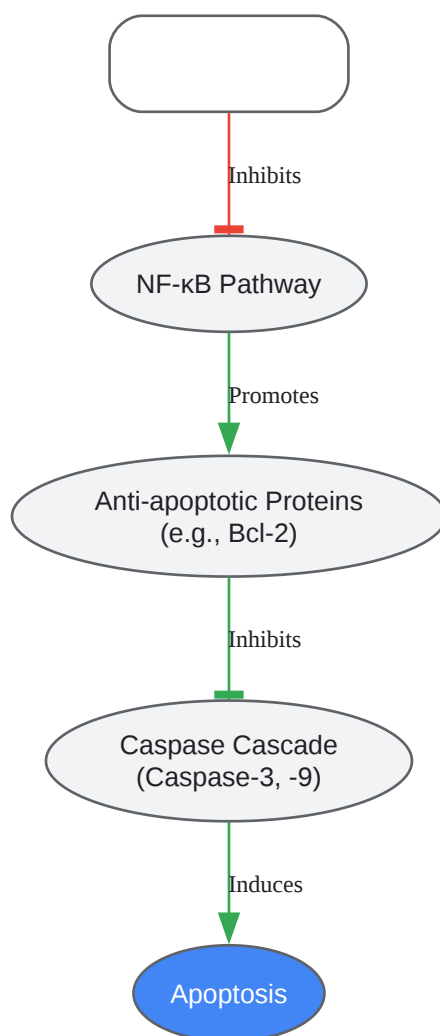 Inhibits
NF-κB Pathway
Promotes
Anti-apoptotic Proteins
(e.g., Bcl-2)
Inhibits
Caspase Cascade
(Caspase-3, -9)
Induces
Apoptosis